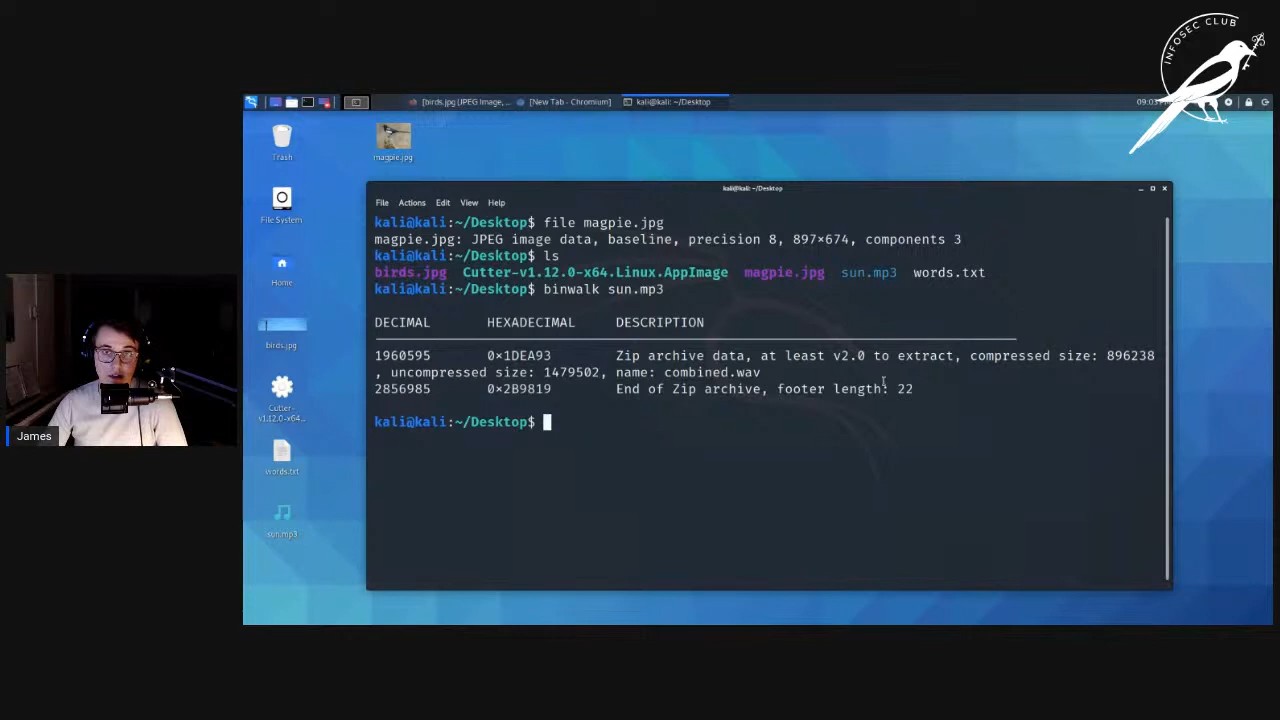 INFOSEC CLUB
[birds.jpg (JPEG Image, ...
[New Tab - Chromium]
kali@kali: ~/Desktop
Trash
magpie.jpg
File System
Home
birds.jpg
Cutter-
v1.12.0-x64...
words.txt
sun.mp3
kali@kali: ~/Desktop
File Actions Edit View Help
kali@kali:~/Desktop$ file magpie.jpg
magpie.jpg: JPEG image data, baseline, precision 8, 897×674, components 3
kali@kali:~/Desktop$ ls
birds.jpg Cutter-v1.12.0-x64.Linux.AppImage magpie.jpg sun.mp3 words.txt
kali@kali:~/Desktop$ binwalk sun.mp3
DECIMAL HEXADECIMAL DESCRIPTION
1960595 0×1DEA93 Zip archive data, at least v2.0 to extract, compressed size: 896238
, uncompressed size: 1479502, name: combined.wav
2856985 0×2B9819 End of Zip archive, footer length: 22
kali@kali:~/Desktop$
James